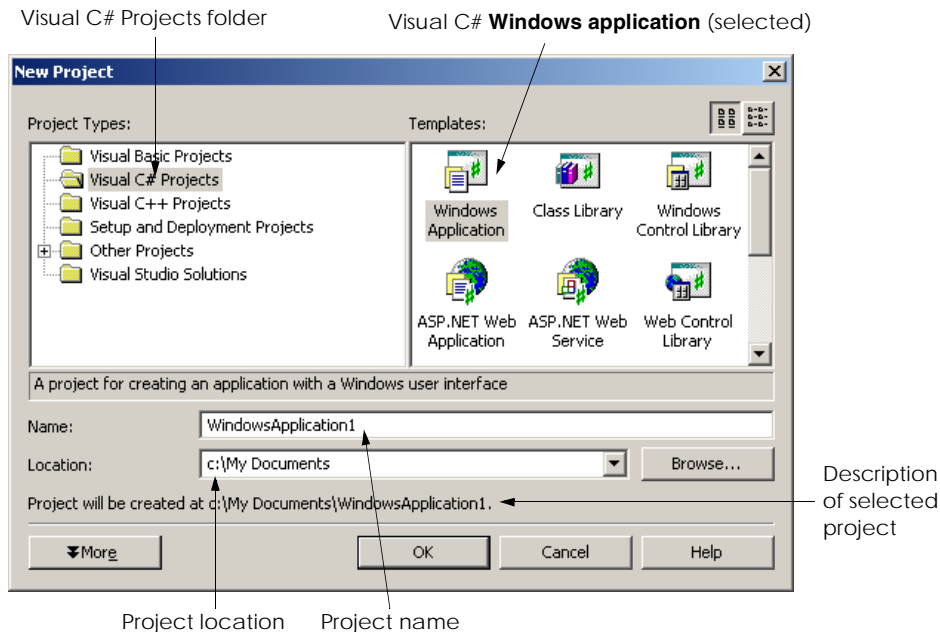 Visual C# Projects folder
Visual C# Windows application (selected)
New Project
Project Types:
Templates:
Visual Basic Projects
Visual C# Projects
Visual C++ Projects
Setup and Deployment Projects
Other Projects
Visual Studio Solutions
Windows
Application
Class Library
Windows
Control Library
ASP.NET Web
Application
ASP.NET Web
Service
Web Control
Library
A project for creating an application with a Windows user interface
Name:
WindowsApplication1
Location:
c:\My Documents
Browse...
Project will be created at c:\My Documents\WindowsApplication1.
Description
of selected
project
More
OK
Cancel
Help
Project location
Project name